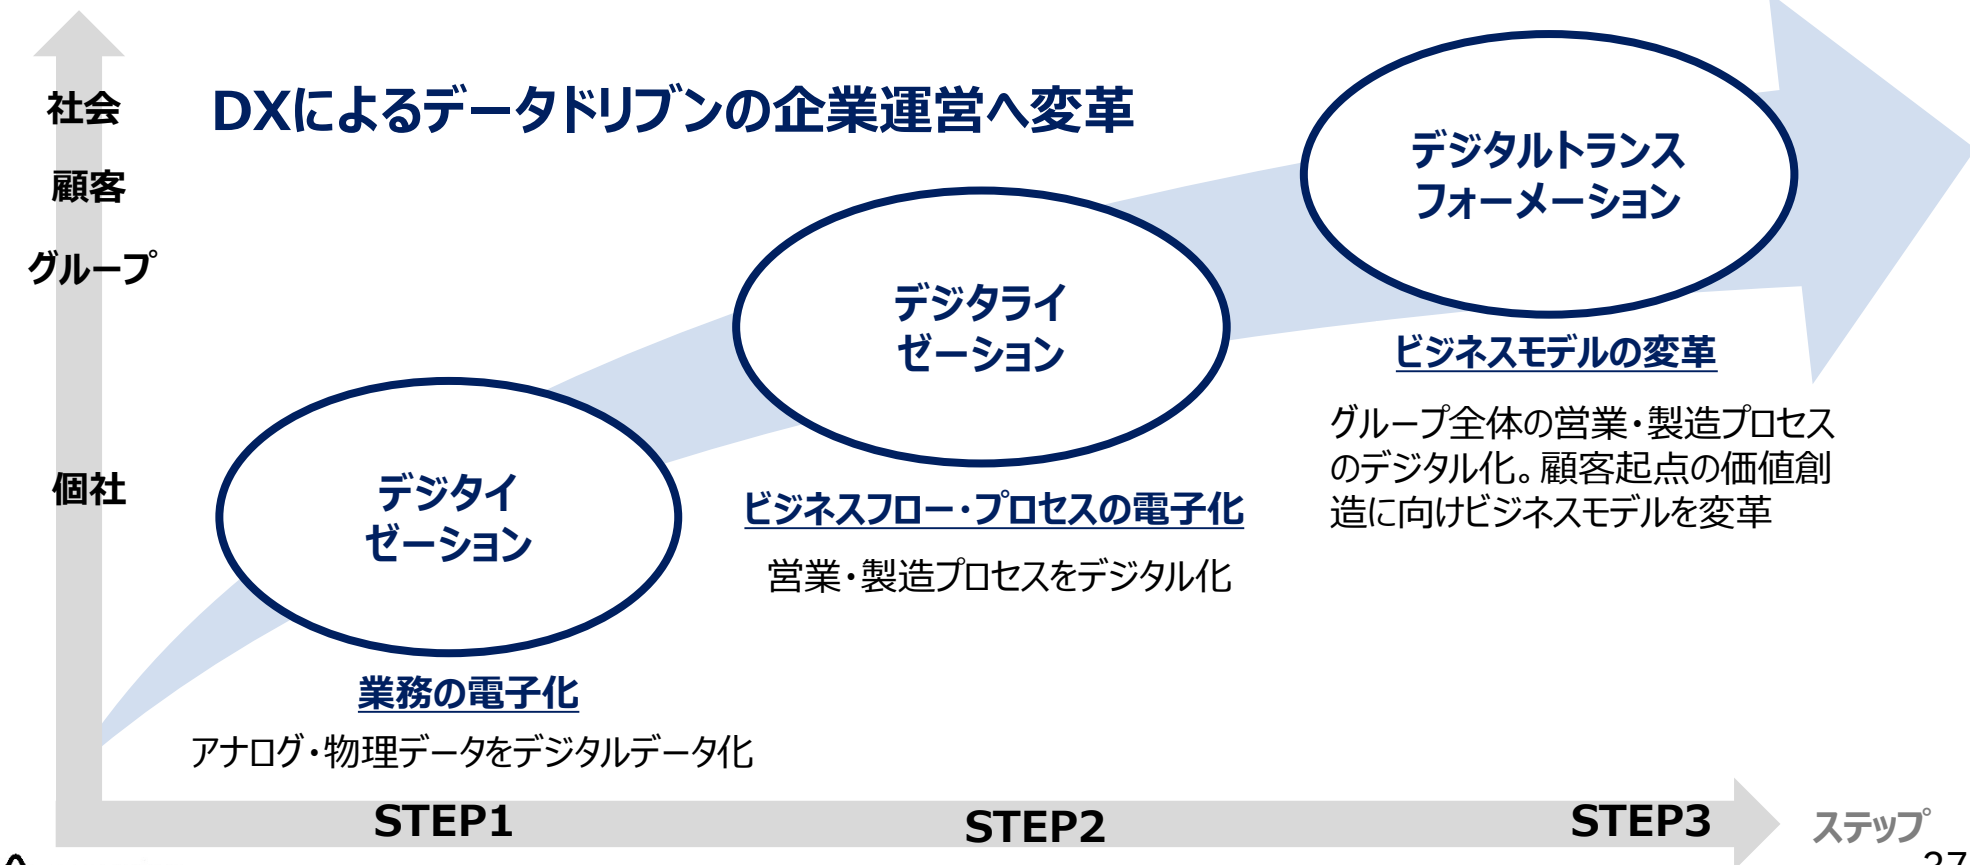 DXによるデータドリブンの企業運営へ変革
社会
顧客
グループ
個社
デジタイ
ゼーション
業務の電子化
アナログ・物理データをデジタルデータ化
デジタライ
ゼーション
ビジネスフロー・プロセスの電子化
営業・製造プロセスをデジタル化
デジタルトランス
フォーメーション
ビジネスモデルの変革
グループ全体の営業・製造プロセス
のデジタル化。顧客起点の価値創
造に向けビジネスモデルを変革
STEP1
STEP2
STEP3
ステップ